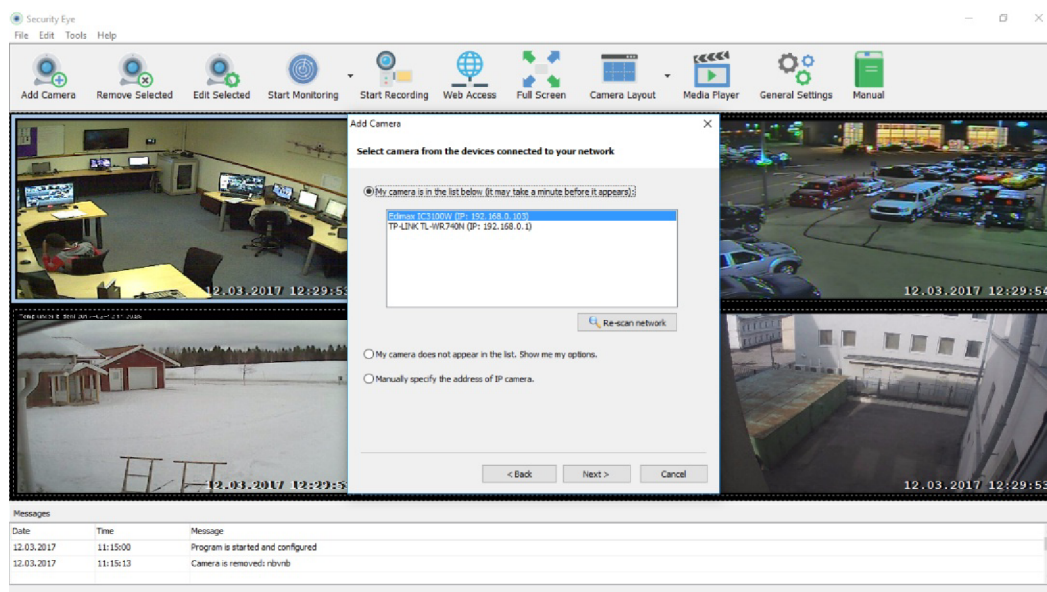 Security Eye
File Edit Tools Help
Add Camera Remove Selected Edit Selected Start Monitoring Start Recording Web Access Full Screen Camera Layout Media Player General Settings Manual
Add Camera
Select camera from the devices connected to your network
My camera is in the list below (it may take a minute before it appears):
Edimax IC3100W (IP: 192.168.0.103)
TP-LINK TL-WR740N (IP: 192.168.0.1)
Re-scan network
My camera does not appear in the list. Show me my options.
Manually specify the address of IP camera.
< Back Next > Cancel
12.03.2017 12:29:53
12.03.2017 12:29:54
12.03.2017 12:29:5
12.03.2017 12:29:53
Messages
Date Time Message
12.03.2017 11:15:00 Program is started and configured
12.03.2017 11:15:13 Camera is removed: nbvnb